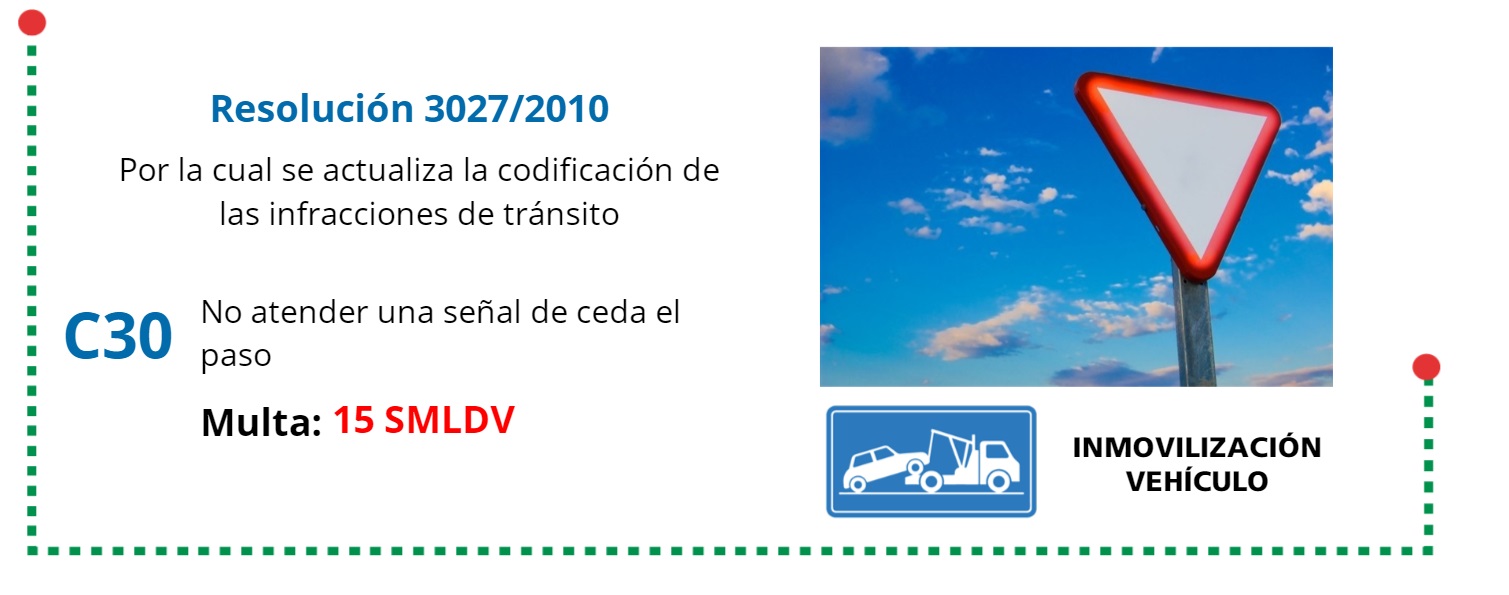 Resolución 3027/2010
Por la cual se actualiza la codificación de
las infracciones de tránsito
C30
No atender una señal de ceda el
paso
Multa: 15 SMLDV
INMOVILIZACIÓN
VEHÍCULO